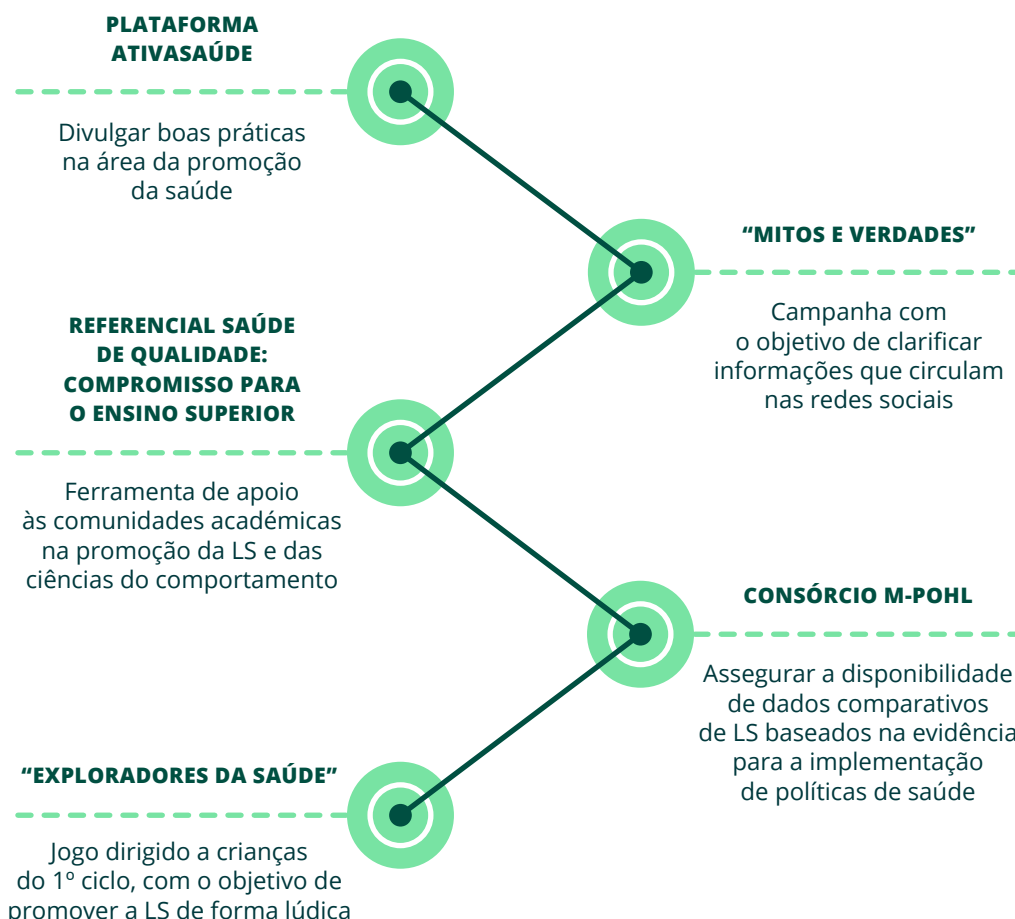 PLATAFORMA
ATIVASAÚDE
Divulgar boas práticas
na área da promoção
da saúde
“MITOS E VERDADES”
Campanha com
o objetivo de clarificar
informações que circulam
nas redes sociais
REFERENCIAL SAÚDE
DE QUALIDADE:
COMPROMISSO PARA
O ENSINO SUPERIOR
Ferramenta de apoio
às comunidades académicas
na promoção da LS e das
ciências do comportamento
CONSÓRCIO M-POHL
Assegurar a disponibilidade
de dados comparativos
de LS baseados na evidência
para a implementação
de políticas de saúde
“EXPLORADORES DA SAÚDE”
Jogo dirigido a crianças
do 1º ciclo, com o objetivo de
promover a LS de forma lúdica